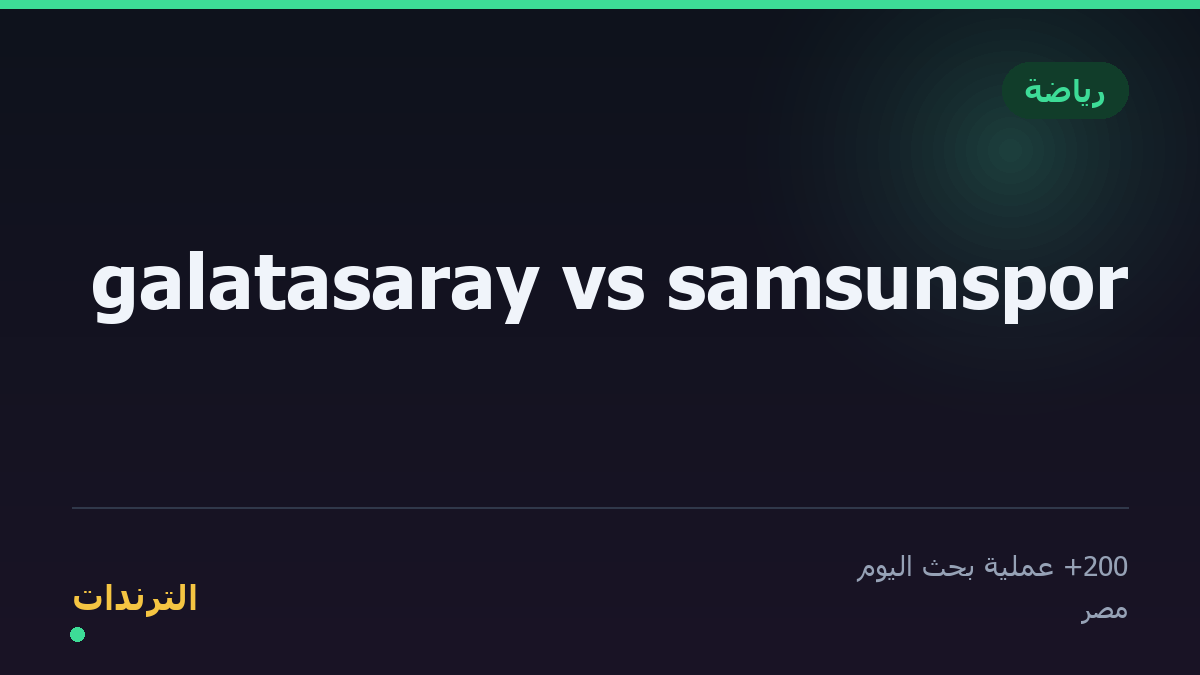 رياضة
galatasaray vs samsunspor
200+ عملية بحث اليوم
مصر
الترندات